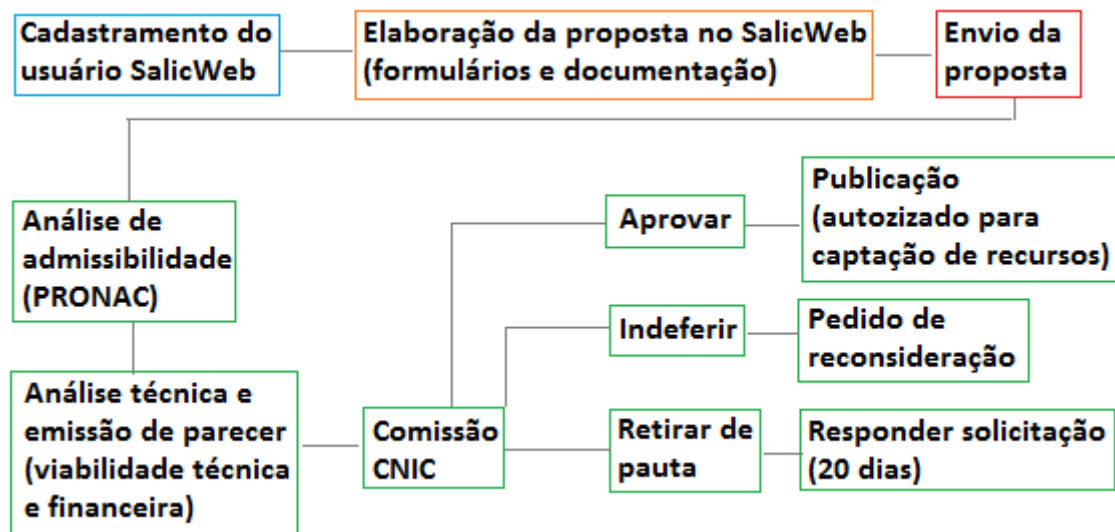 Cadastramento do
usuário SalicWeb
Elaboração da proposta no SalicWeb
(formulários e documentação)
Envio da
proposta
Análise de
admissibilidade
(PRONAC)
Análise técnica e
emissão de parecer
(viabilidade técnica
e financeira)
Comissão
CNIC
Aprovar
Publicação
(autozizado para
captação de recursos)
Indeferir
Pedido de
reconsideração
Retirar de
pauta
Responder solicitação
(20 dias)